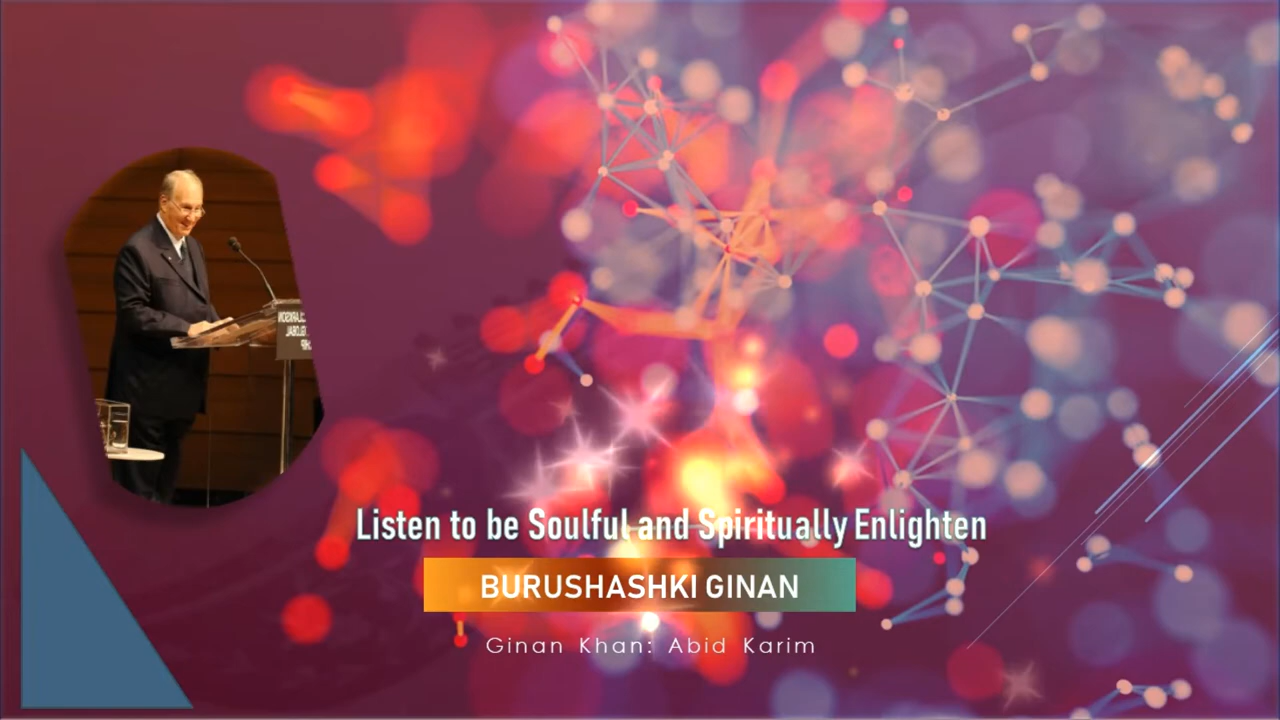 Listen to be Soulful and Spiritually Enlighten
BURUSHASHKI GINAN
Ginan Khan: Abid Karim